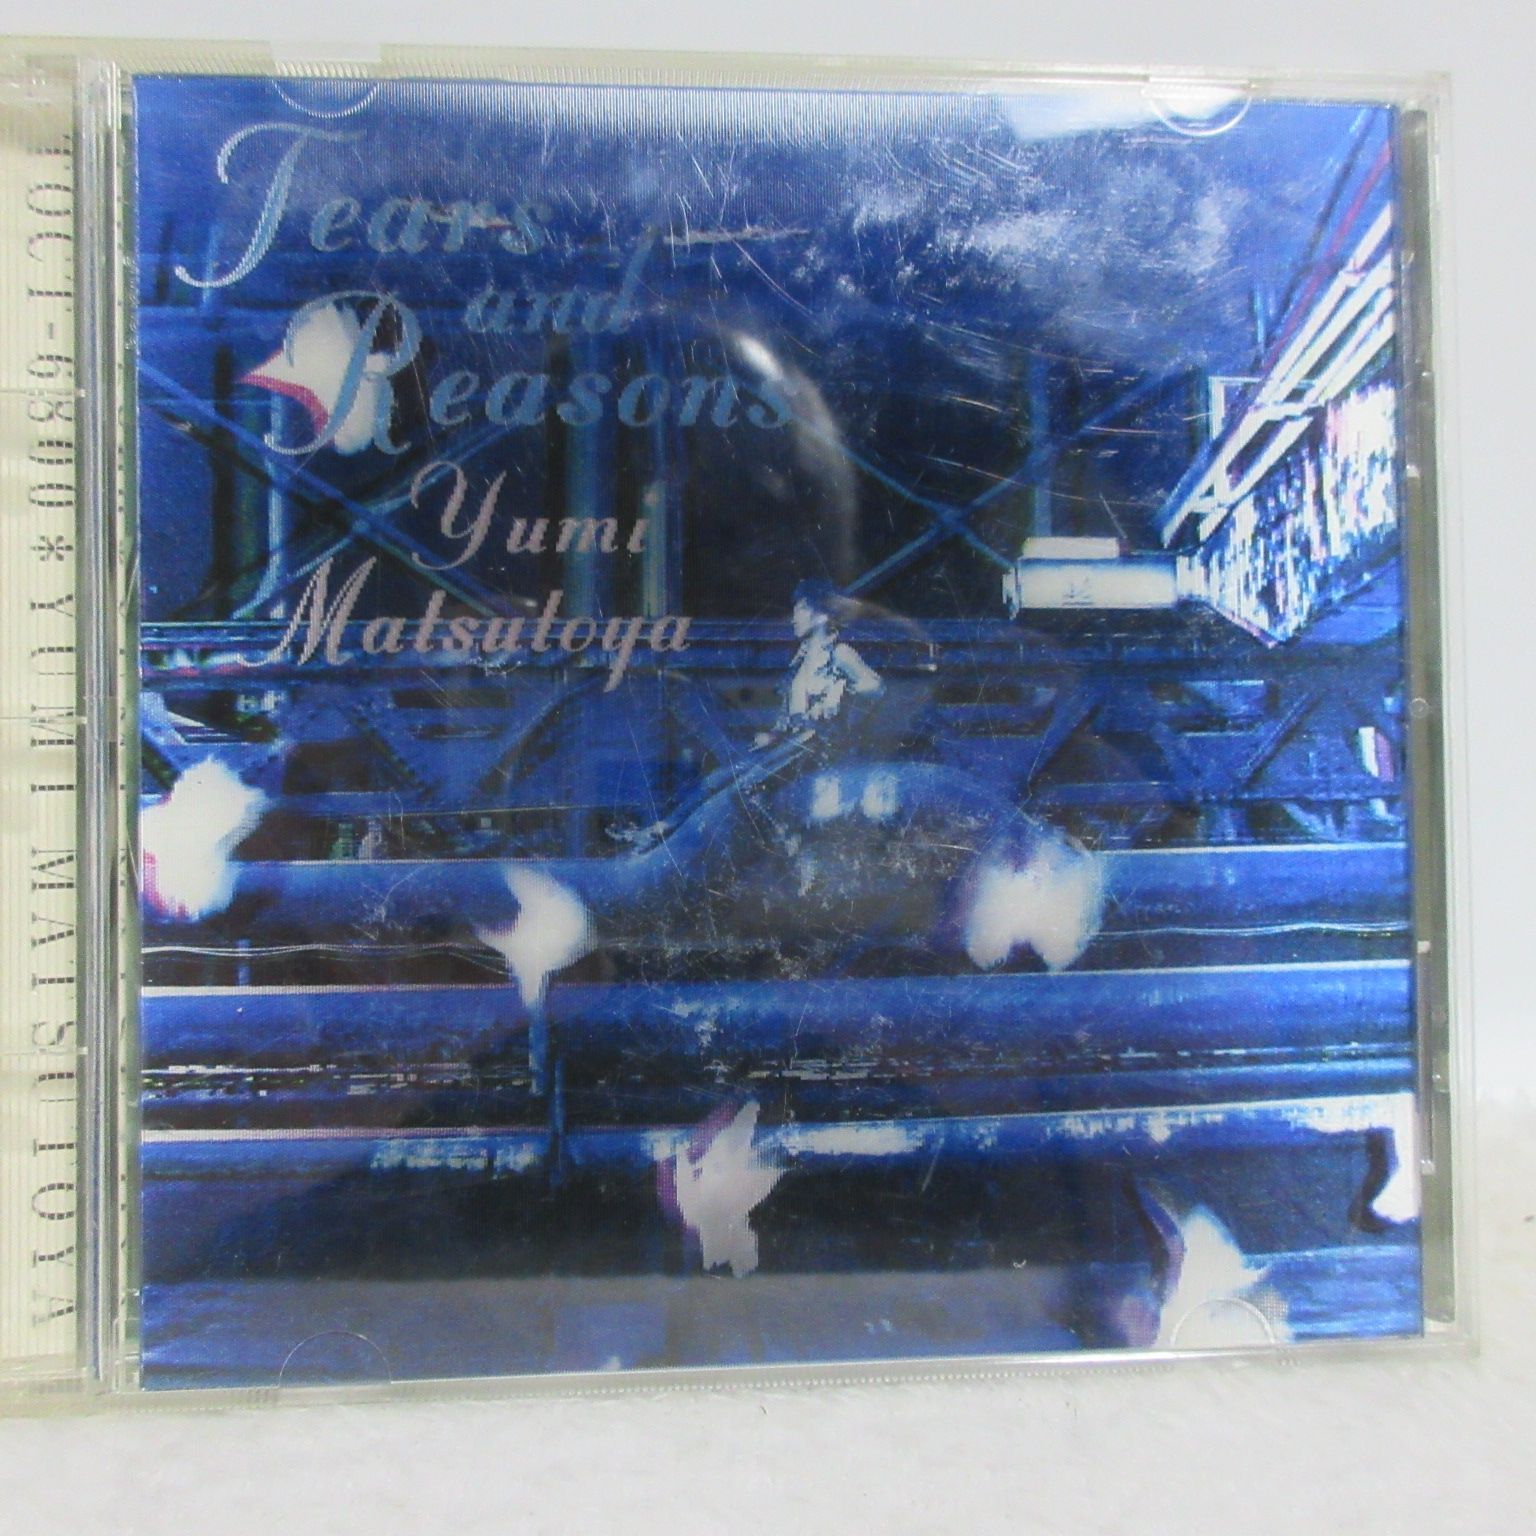 Tears
and
Reasons
Yumi
Matsutoya
TOCT-6800 * YUMI MATSUTOYA